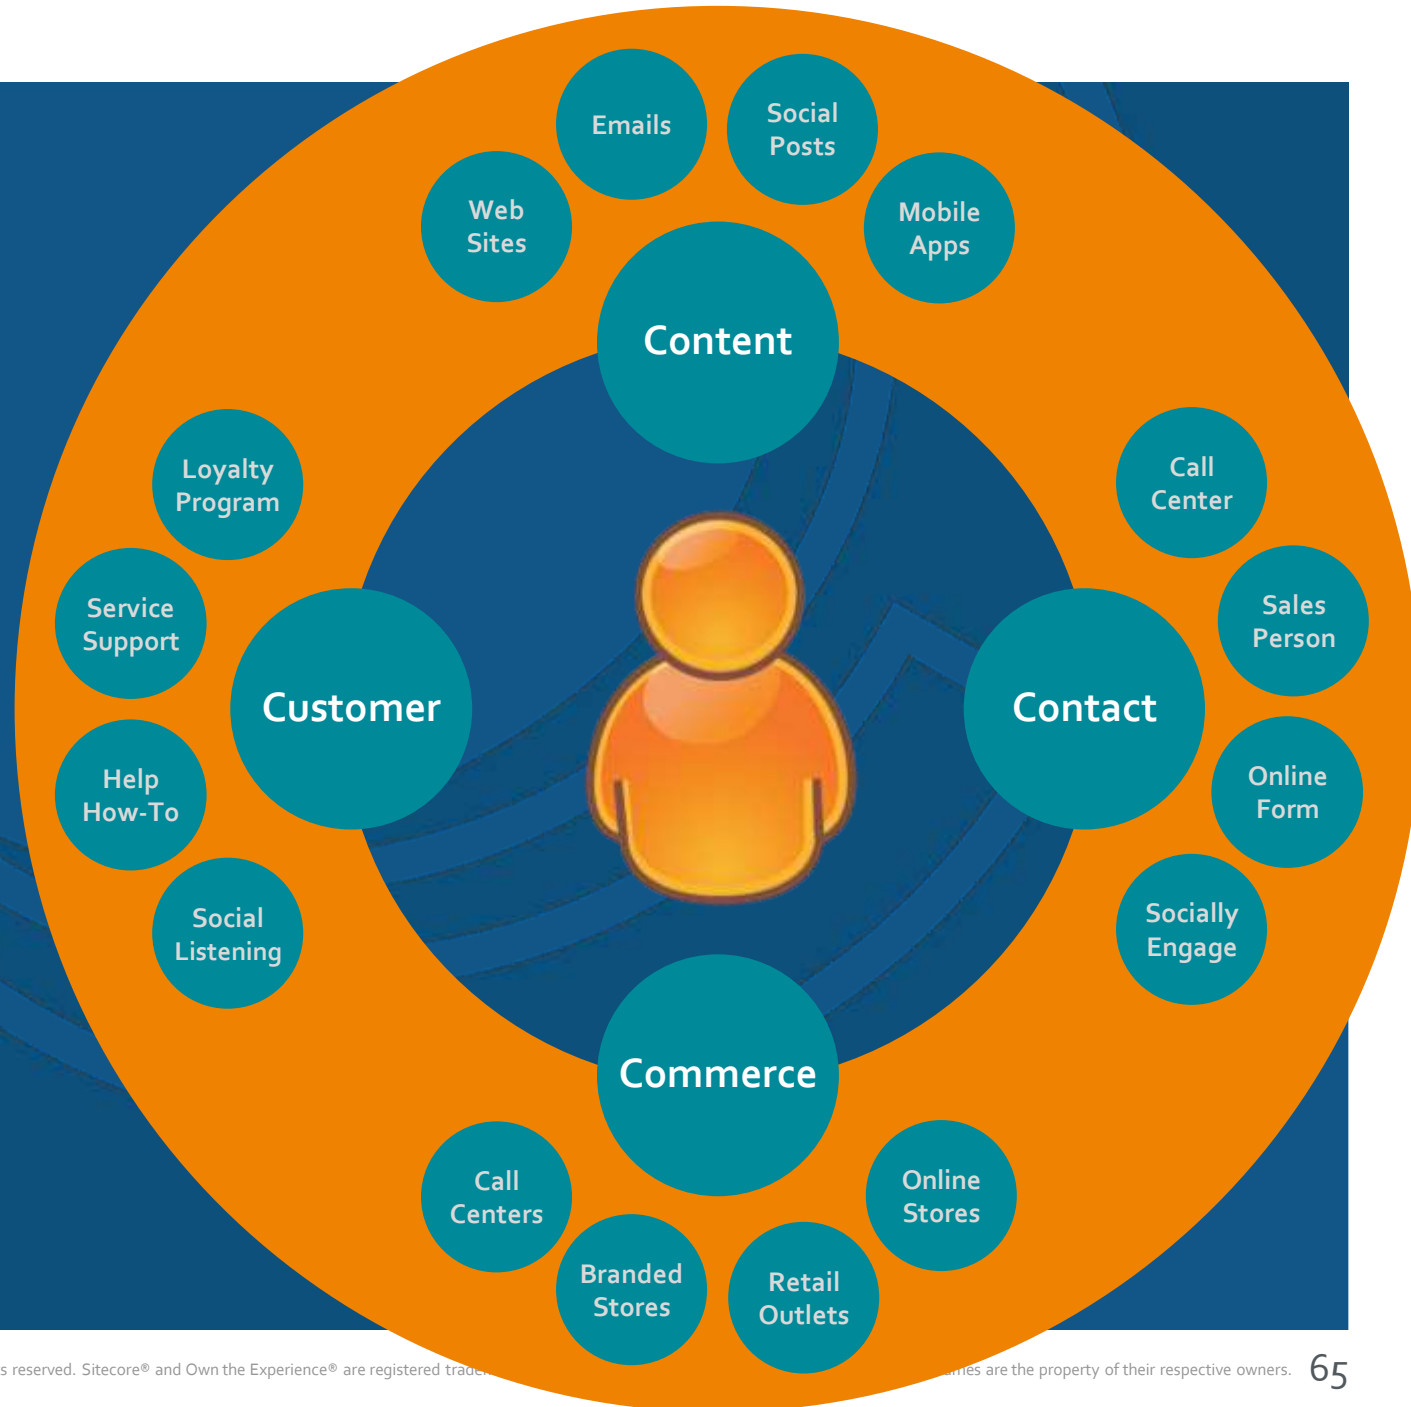 Emails
Social
Posts
Web
Sites
Mobile
Apps
Content
Loyalty
Program
Call
Center
Service
Support
Sales
Person
Customer
Contact
Help
How-To
Online
Form
Social
Listening
Socially
Engage
Commerce
Call
Centers
Online
Stores
Branded
Stores
Retail
Outlets
s reserved. Sitecore® and Own the Experience® are registered trade
mes are the property of their respective owners. 65